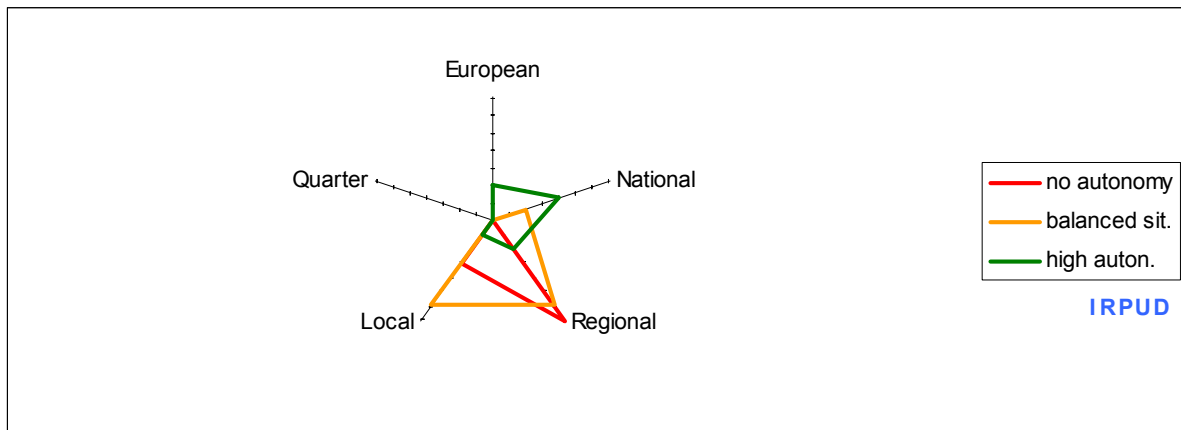 European
Quarter
National
Local
Regional
no autonomy
balanced sit.
high auton.
IRPUD